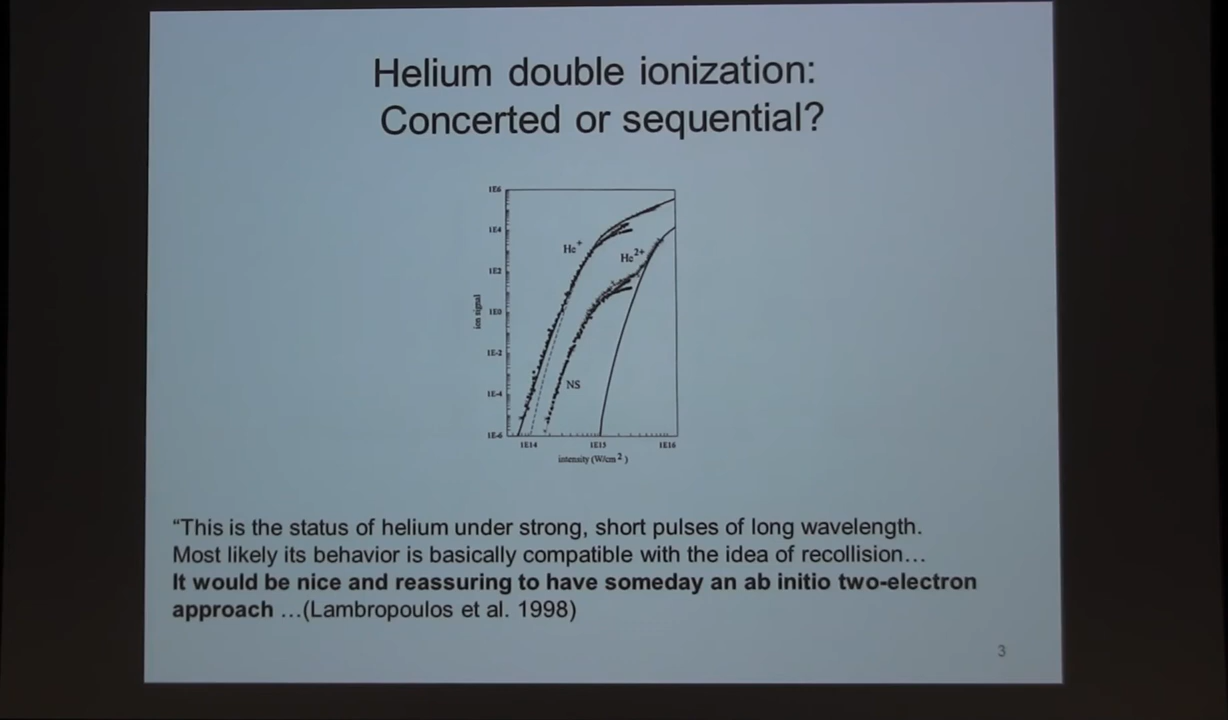 Helium double ionization:
Concerted or sequential?
1E6
1E4
1E2
1E0
1E-2
1E-4
1E-6
ion signal
He+
He2+
NS
1E14
1E15
1E16
intensity (W/cm2)
“This is the status of helium under strong, short pulses of long wavelength.
Most likely its behavior is basically compatible with the idea of recollision…
It would be nice and reassuring to have someday an ab initio two-electron
approach …(Lambropoulos et al. 1998)
3